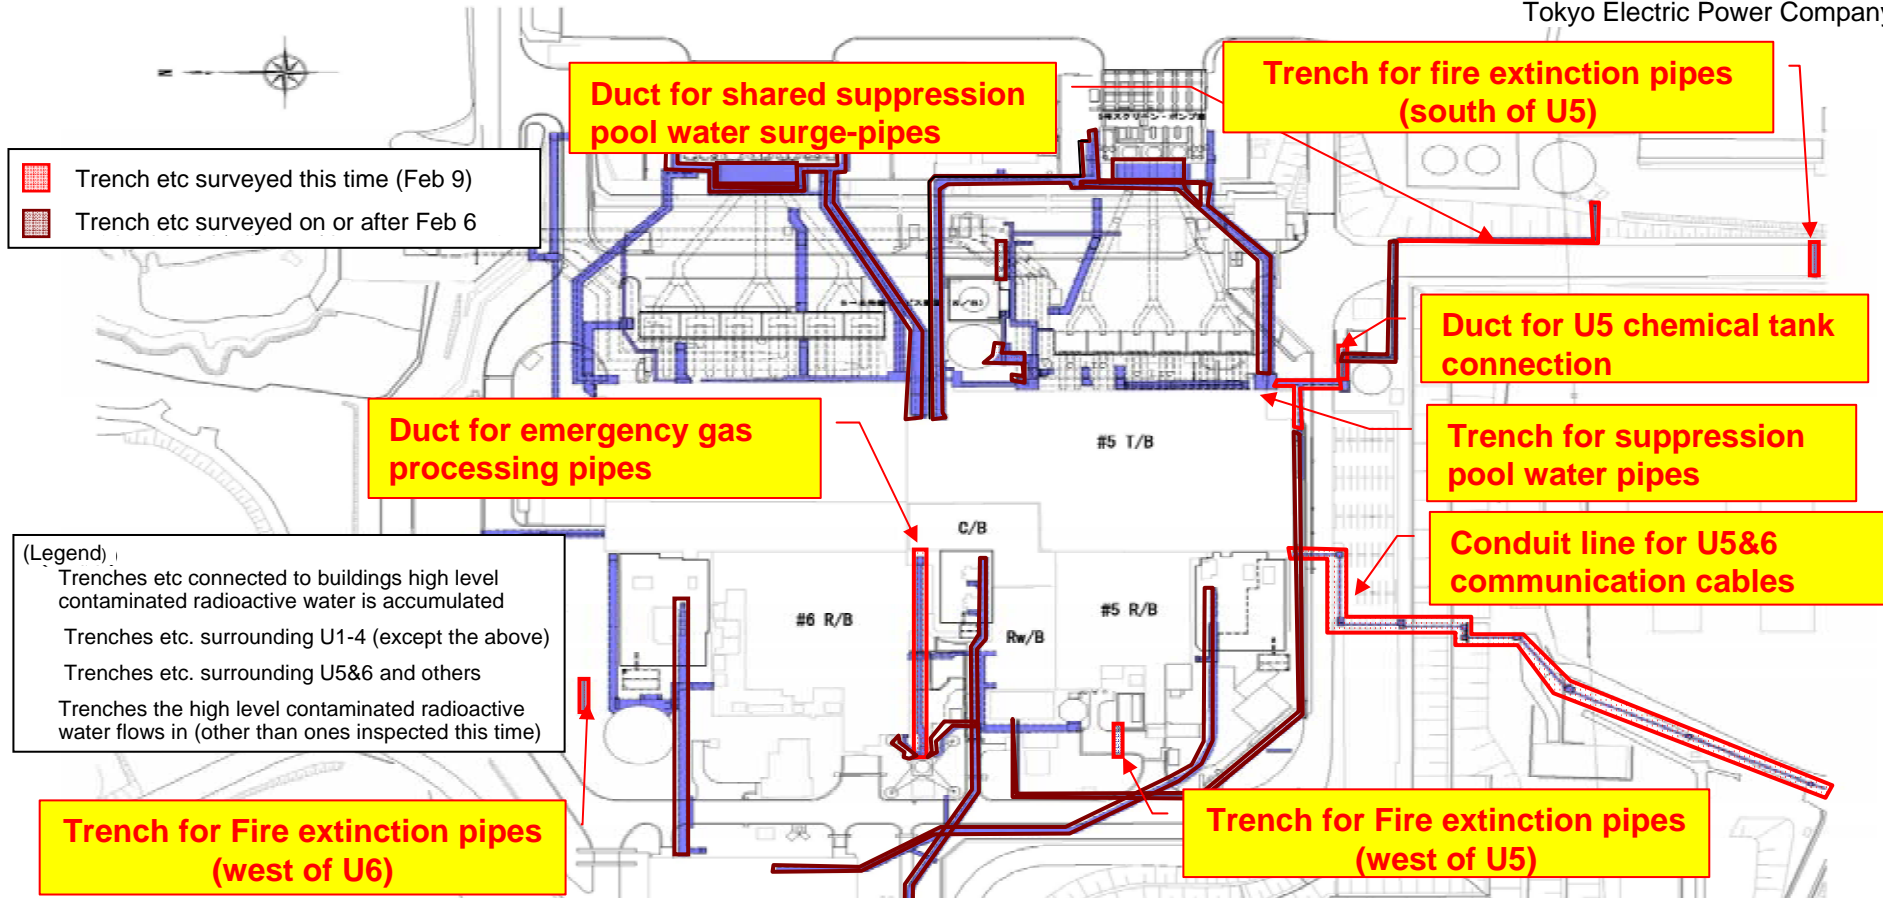 Tokyo Electric Power Company
N
Duct for shared suppression
pool water surge-pipes
Trench for fire extinction pipes
(south of U5)
Trench etc surveyed this time (Feb 9)
Trench etc surveyed on or after Feb 6
Duct for U5 chemical tank
connection
Duct for emergency gas
processing pipes
#5 T/B
Trench for suppression
pool water pipes
C/B
Conduit line for U5&6
communication cables
(Legend)
Trenches etc connected to buildings high level
contaminated radioactive water is accumulated
Trenches etc. surrounding U1-4 (except the above)
Trenches etc. surrounding U5&6 and others
Trenches the high level contaminated radioactive
water flows in (other than ones inspected this time)
#6 R/B
Rw/B
#5 R/B
Trench for Fire extinction pipes
(west of U6)
Trench for Fire extinction pipes
(west of U5)